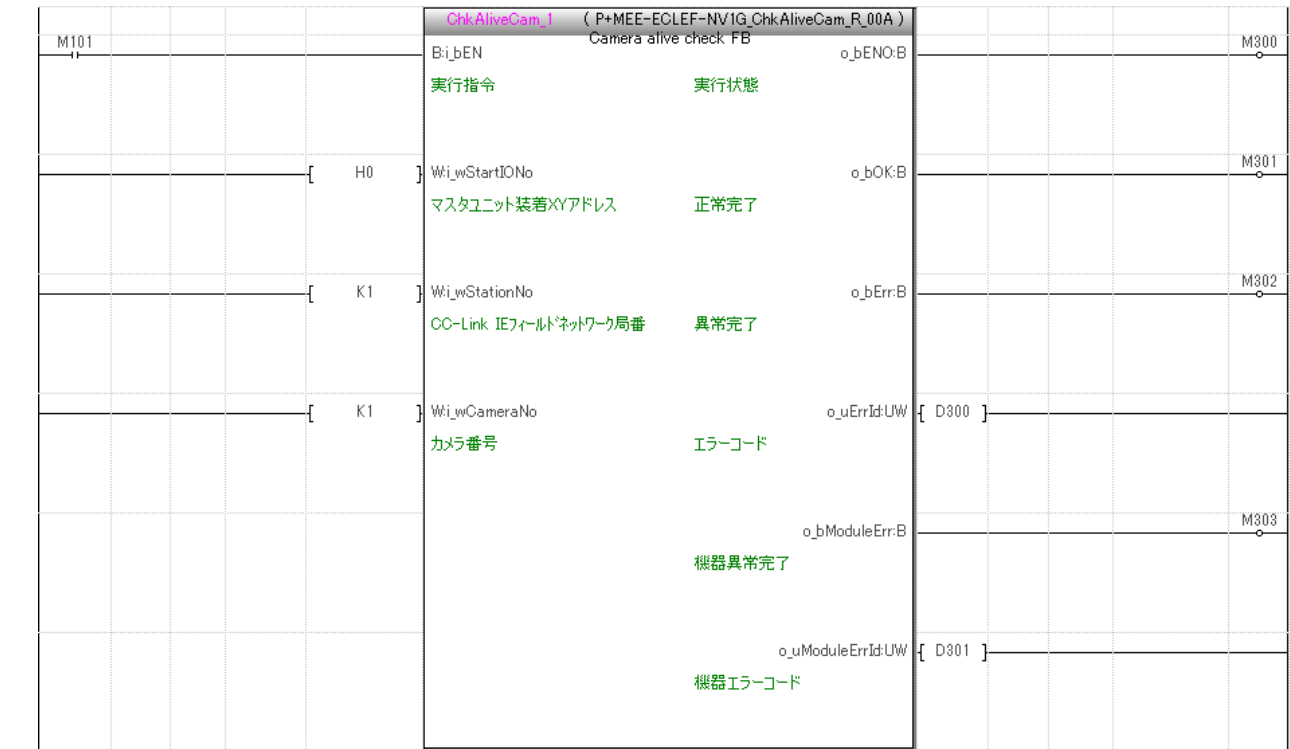 ChkAliveCam_1 ( P+MEE-ECLEF-NV1G_ChkAliveCam_R_00A )
Camera alive check FB
M101 B:i_bEN o_bENO:B M300
実行指令 実行状態
[ H0 ] W:i_wStartIONo o_bOK:B M301
マスタユニット装着XYアドレス 正常完了
[ K1 ] W:i_wStationNo o_bErr:B M302
CC-Link IEフィールドネットワーク局番 異常完了
[ K1 ] W:i_wCameraNo o_uErrId:UW [ D300 ]
カメラ番号 エラーコード
o_bModuleErr:B M303
機器異常完了
o_uModuleErrId:UW [ D301 ]
機器エラーコード